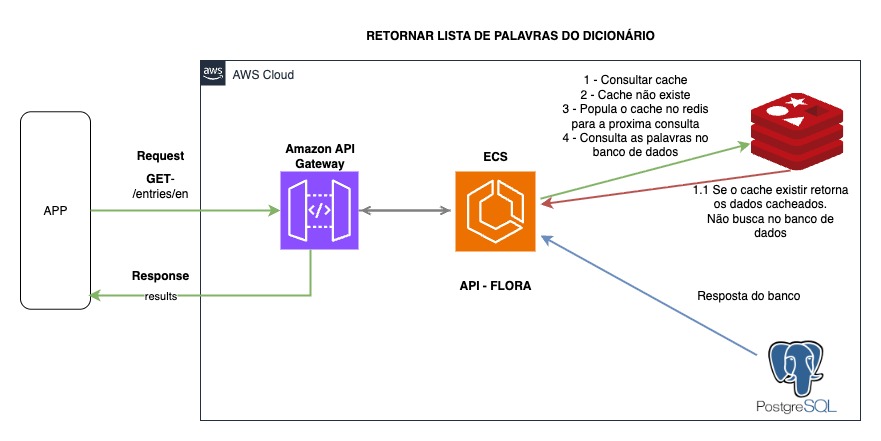 RETORNAR LISTA DE PALAVRAS DO DICIONÁRIO
aws
AWS Cloud
1 - Consultar cache
2 - Cache não existe
3 - Popula o cache no redis
para a proxima consulta
4 - Consulta as palavras no
banco de dados
Request
GET-
/entries/en
Amazon API
Gateway
ECS
1.1 Se o cache existir retorna
os dados cacheados.
Não busca no banco de
dados
APP
Response
results
API - FLORA
Resposta do banco
PostgreSQL